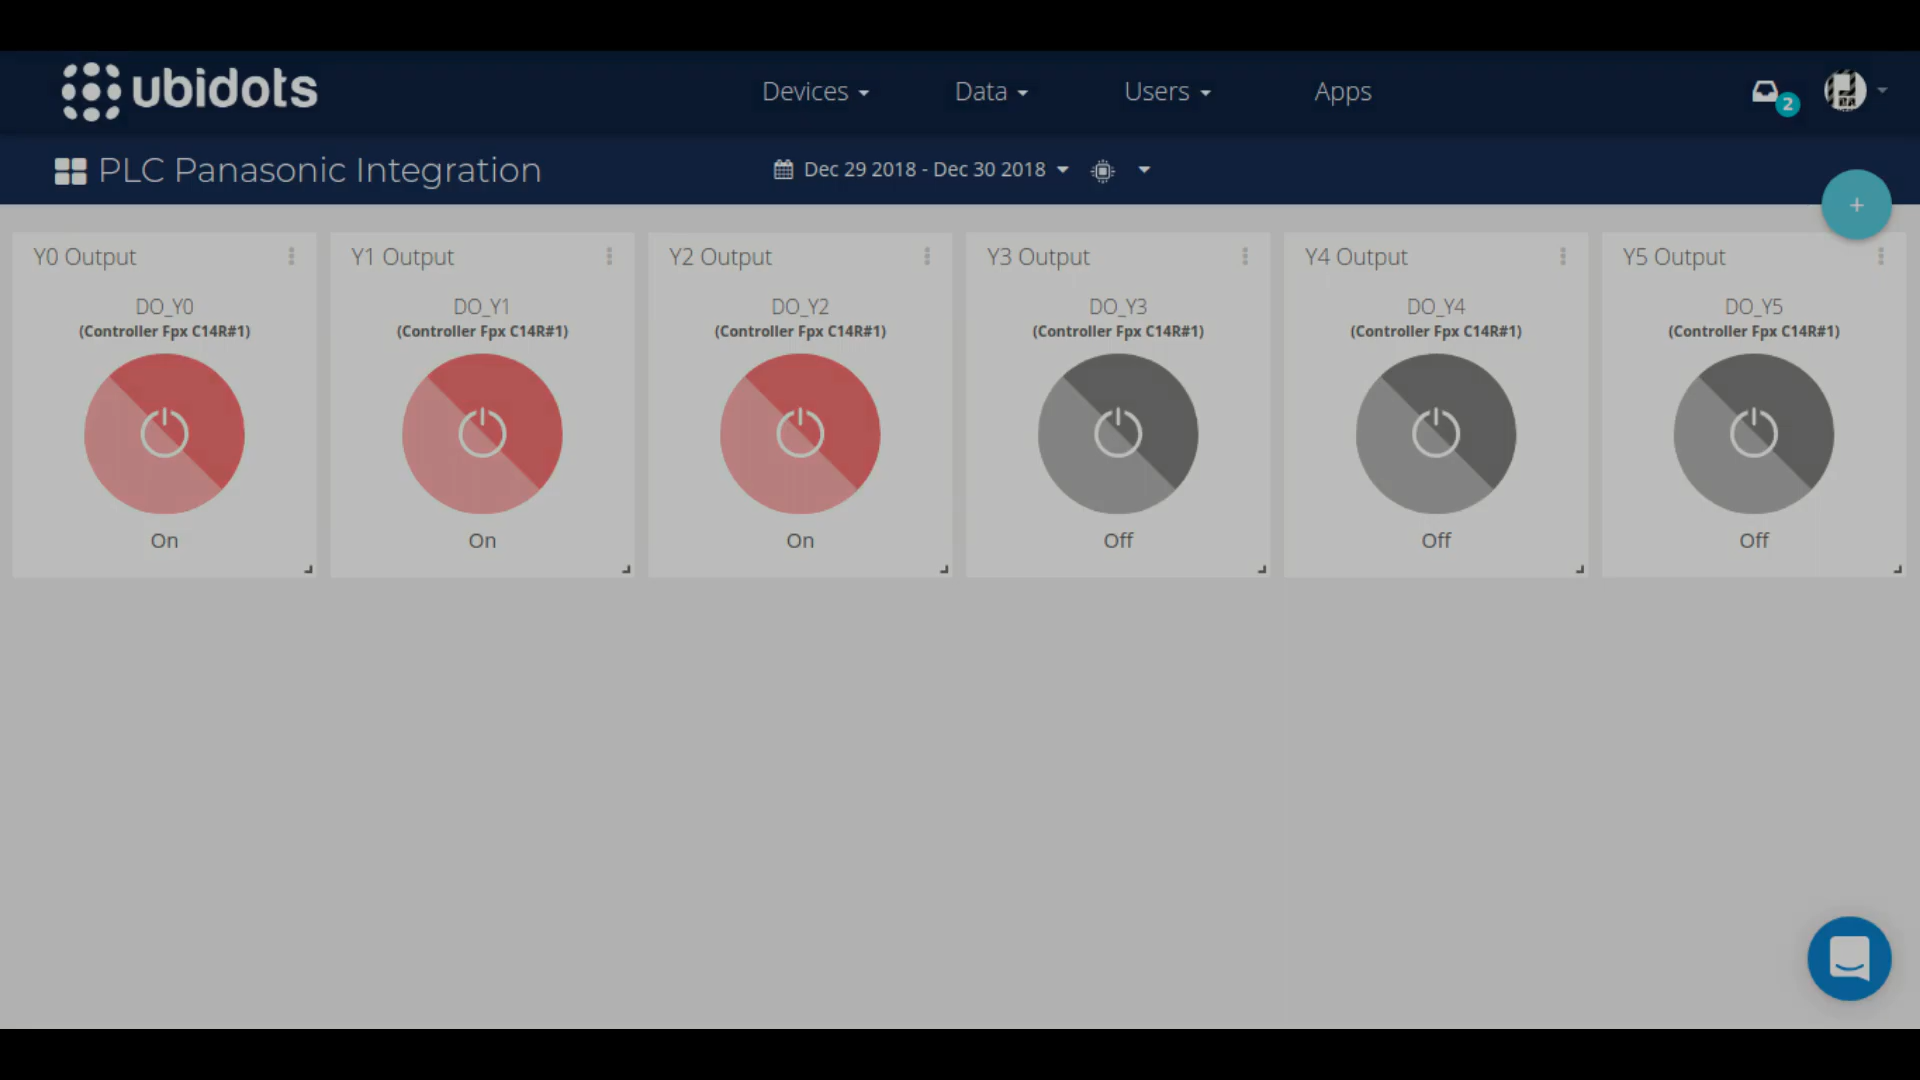 ubidots
Devices
Data
Users
Apps
2
PLC Panasonic Integration
Dec 29 2018 - Dec 30 2018
+
Y0 Output
DO_Y0
(Controller Fpx C14R#1)
On
Y1 Output
DO_Y1
(Controller Fpx C14R#1)
On
Y2 Output
DO_Y2
(Controller Fpx C14R#1)
On
Y3 Output
DO_Y3
(Controller Fpx C14R#1)
Off
Y4 Output
DO_Y4
(Controller Fpx C14R#1)
Off
Y5 Output
DO_Y5
(Controller Fpx C14R#1)
Off